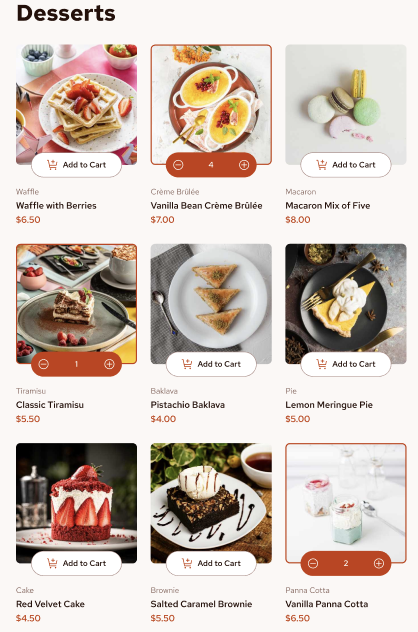 Desserts
Add to Cart
4
Add to Cart
Waffle
Waffle with Berries
$6.50
Crème Brûlée
Vanilla Bean Crème Brûlée
$7.00
Macaron
Macaron Mix of Five
$8.00
1
Add to Cart
Add to Cart
Tiramisu
Classic Tiramisu
$5.50
Baklava
Pistachio Baklava
$4.00
Pie
Lemon Meringue Pie
$5.00
Add to Cart
Add to Cart
2
Cake
Red Velvet Cake
$4.50
Brownie
Salted Caramel Brownie
$5.50
Panna Cotta
Vanilla Panna Cotta
$6.50